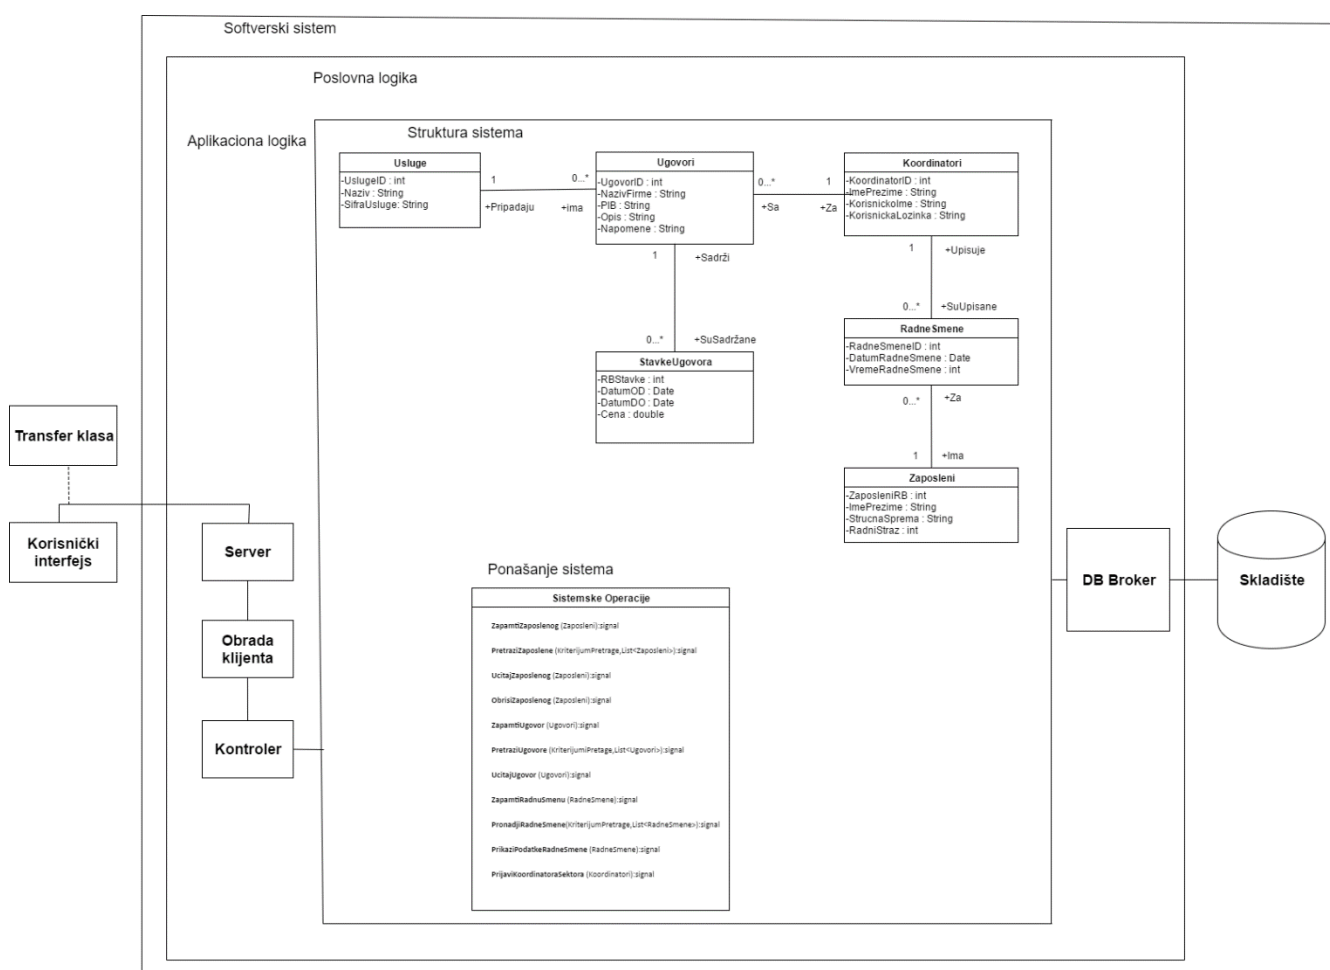 Softverski sistem
Poslovna logika
Aplikaciona logika
Struktura sistema
Usluge
-UslugeID : int
-Naziv : String
-SifraUsluge: String
1
0...*
+Pripadaju
+ima
Ugovori
-UgovorID : int
-NazivFirme : String
-PIB : String
-Opis : String
-Napomene : String
0...*
1
+Sa
+Za
Koordinatori
-KoordinatorID : int
-ImePrezime : String
-KorisnickoIme : String
-KorisnickaLozinka : String
1
+Sadrži
0...*
+SuSadržane
StavkeUgovora
-RBStavke : int
-DatumOD : Date
-DatumDO : Date
-Cena : double
1
+Upisuje
0...*
+SuUpisane
RadneSmene
-RadneSmeneID : int
-DatumRadneSmene : Date
-VremeRadneSmene : int
0...*
+Za
1
+Ima
Zaposleni
-ZaposleniRB : int
-ImePrezime : String
-StrucnaSprema : String
-RadniStraz : int
Transfer klasa
Korisnički
interfejs
Server
Obrada
klijenta
Kontroler
Ponašanje sistema
Sistemske Operacije
ZapamtiZaposlenog (Zaposleni):signal
PretraziZaposlene (KriterijumPretrage,List<Zaposleni>):signal
UcitajZaposlenog (Zaposleni):signal
ObrisiZaposlenog (Zaposleni):signal
ZapamtiUgovor (Ugovori):signal
PretraziUgovore (KriterijumiPretage,List<Ugovori>):signal
UcitajUgovor (Ugovori):signal
ZapamtiRadnuSmenu (RadneSmene):signal
PronadjiRadneSmene(KriterijumPretrage,List<RadneSmene>):signal
PrikaziPodatkeRadneSmene (RadneSmene):signal
PrijaviKoordinatoraSektora (Koordinatori):signal
DB Broker
Skladište